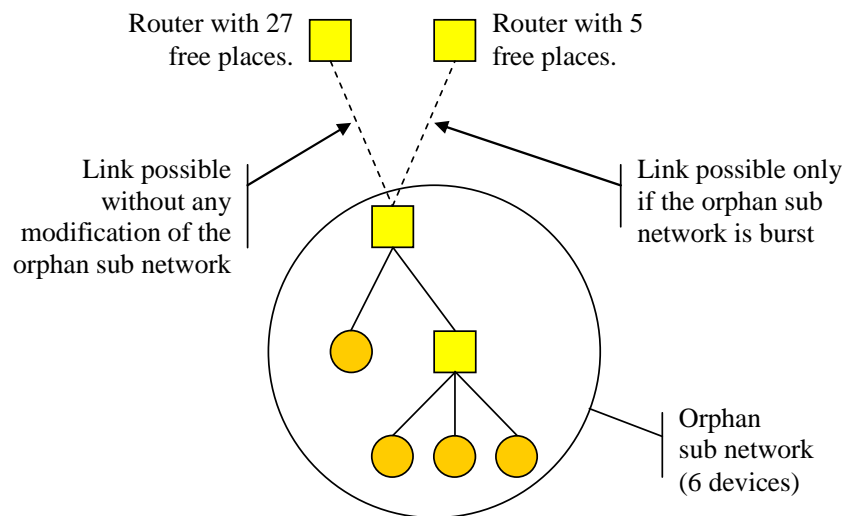 Router with 27
free places.
Router with 5
free places.
Link possible
without any
modification of the
orphan sub network
Link possible only
if the orphan sub
network is burst
Orphan
sub network
(6 devices)